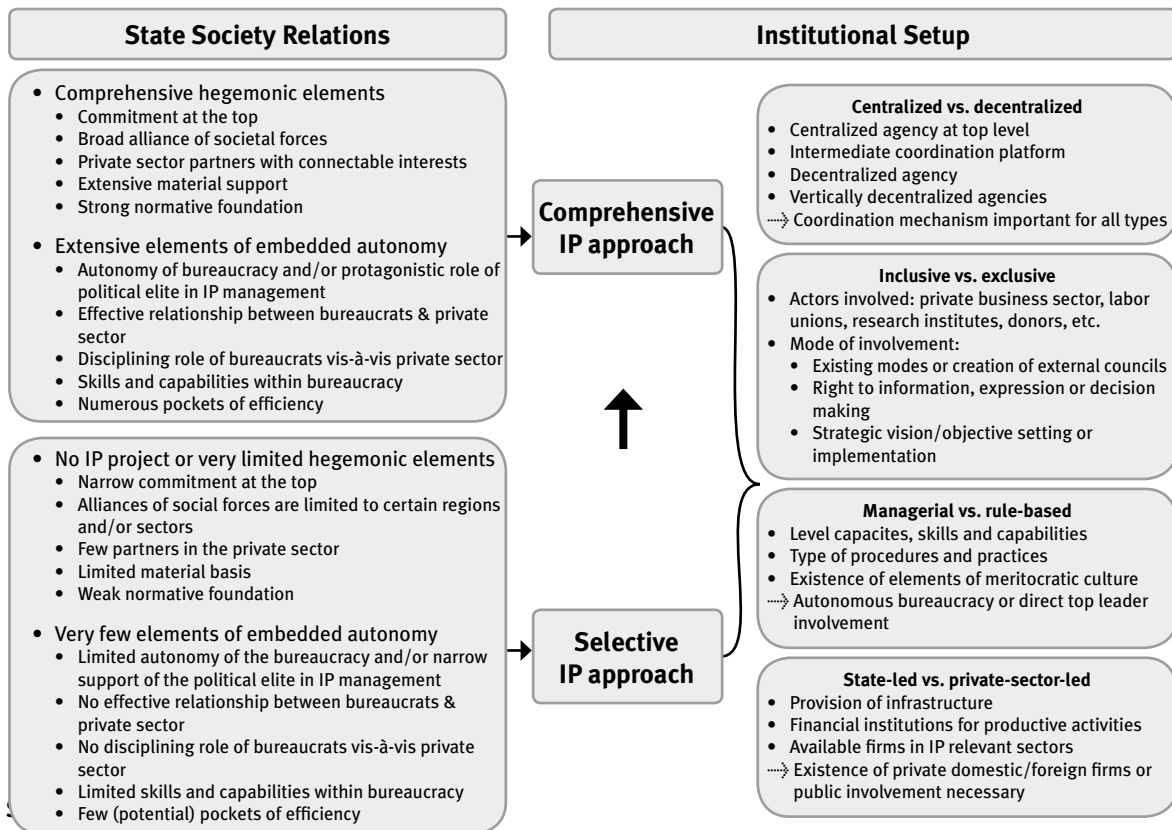 State Society Relations
Institutional Setup
• Comprehensive hegemonic elements
• Commitment at the top
• Broad alliance of societal forces
• Private sector partners with connectable interests
• Extensive material support
• Strong normative foundation
• Extensive elements of embedded autonomy
• Autonomy of bureaucracy and/or protagonistic role of
political elite in IP management
• Effective relationship between bureaucrats & private
sector
• Disciplining role of bureaucrats vis-à-vis private sector
• Skills and capabilities within bureaucracy
• Numerous pockets of efficiency
• No IP project or very limited hegemonic elements
• Narrow commitment at the top
• Alliances of social forces are limited to certain regions
and/or sectors
• Few partners in the private sector
• Limited material basis
• Weak normative foundation
• Very few elements of embedded autonomy
• Limited autonomy of the bureaucracy and/or narrow
support of the political elite in IP management
• No effective relationship between bureaucrats &
private sector
• No disciplining role of bureaucrats vis-à-vis private
sector
• Limited skills and capabilities within bureaucracy
• Few (potential) pockets of efficiency
Comprehensive
IP approach
Selective
IP approach
Centralized vs. decentralized
• Centralized agency at top level
• Intermediate coordination platform
• Decentralized agency
• Vertically decentralized agencies
Coordination mechanism important for all types
Inclusive vs. exclusive
• Actors involved: private business sector, labor
unions, research institutes, donors, etc.
• Mode of involvement:
• Existing modes or creation of external councils
• Right to information, expression or decision
making
• Strategic vision/objective setting or
implementation
Managerial vs. rule-based
• Level capacites, skills and capabilities
• Type of procedures and practices
• Existence of elements of meritocratic culture
Autonomous bureaucracy or direct top leader
involvement
State-led vs. private-sector-led
• Provision of infrastructure
• Financial institutions for productive activities
• Available firms in IP relevant sectors
Existence of private domestic/foreign firms or
public involvement necessary